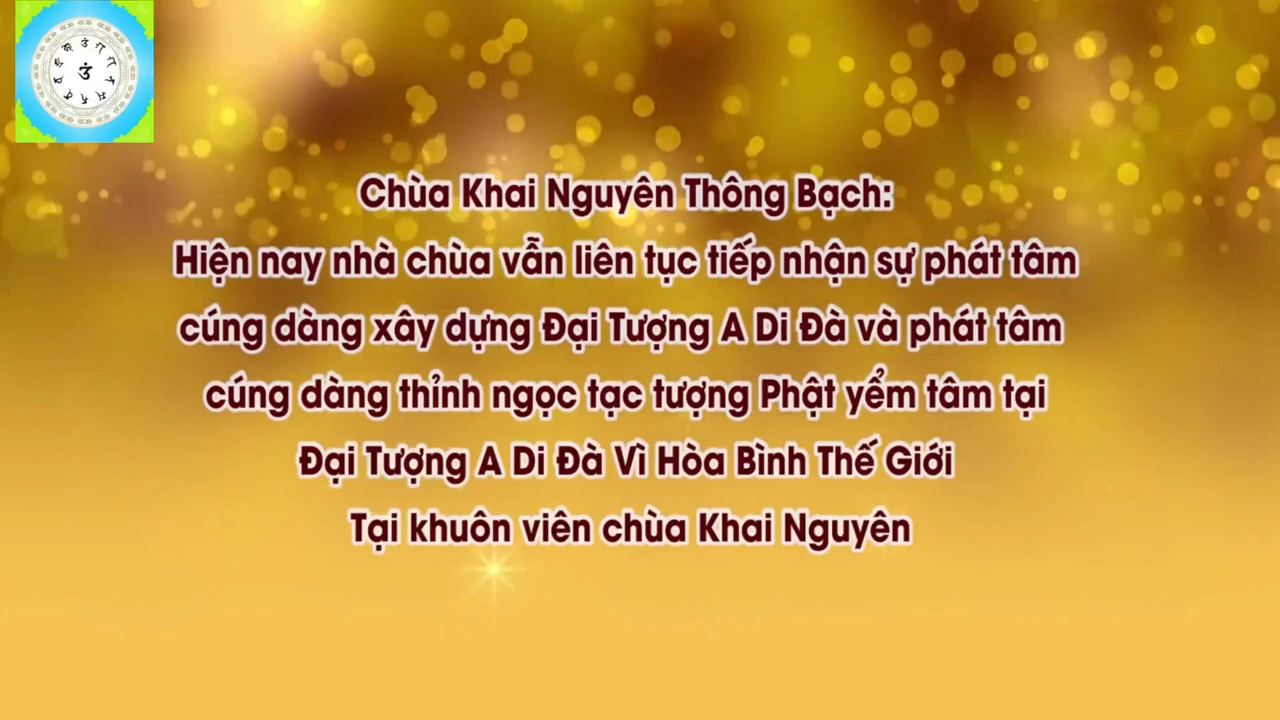 Chùa Khai Nguyên Thông Bạch:
Hiện nay nhà chùa vẫn liên tục tiếp nhận sự phát tâm
cúng dàng xây dựng Đại Tượng A Di Đà và phát tâm
cúng dàng thỉnh ngọc tạc tượng Phật yểm tâm tại
Đại Tượng A Di Đà Vì Hòa Bình Thế Giới
Tại khuôn viên chùa Khai Nguyên